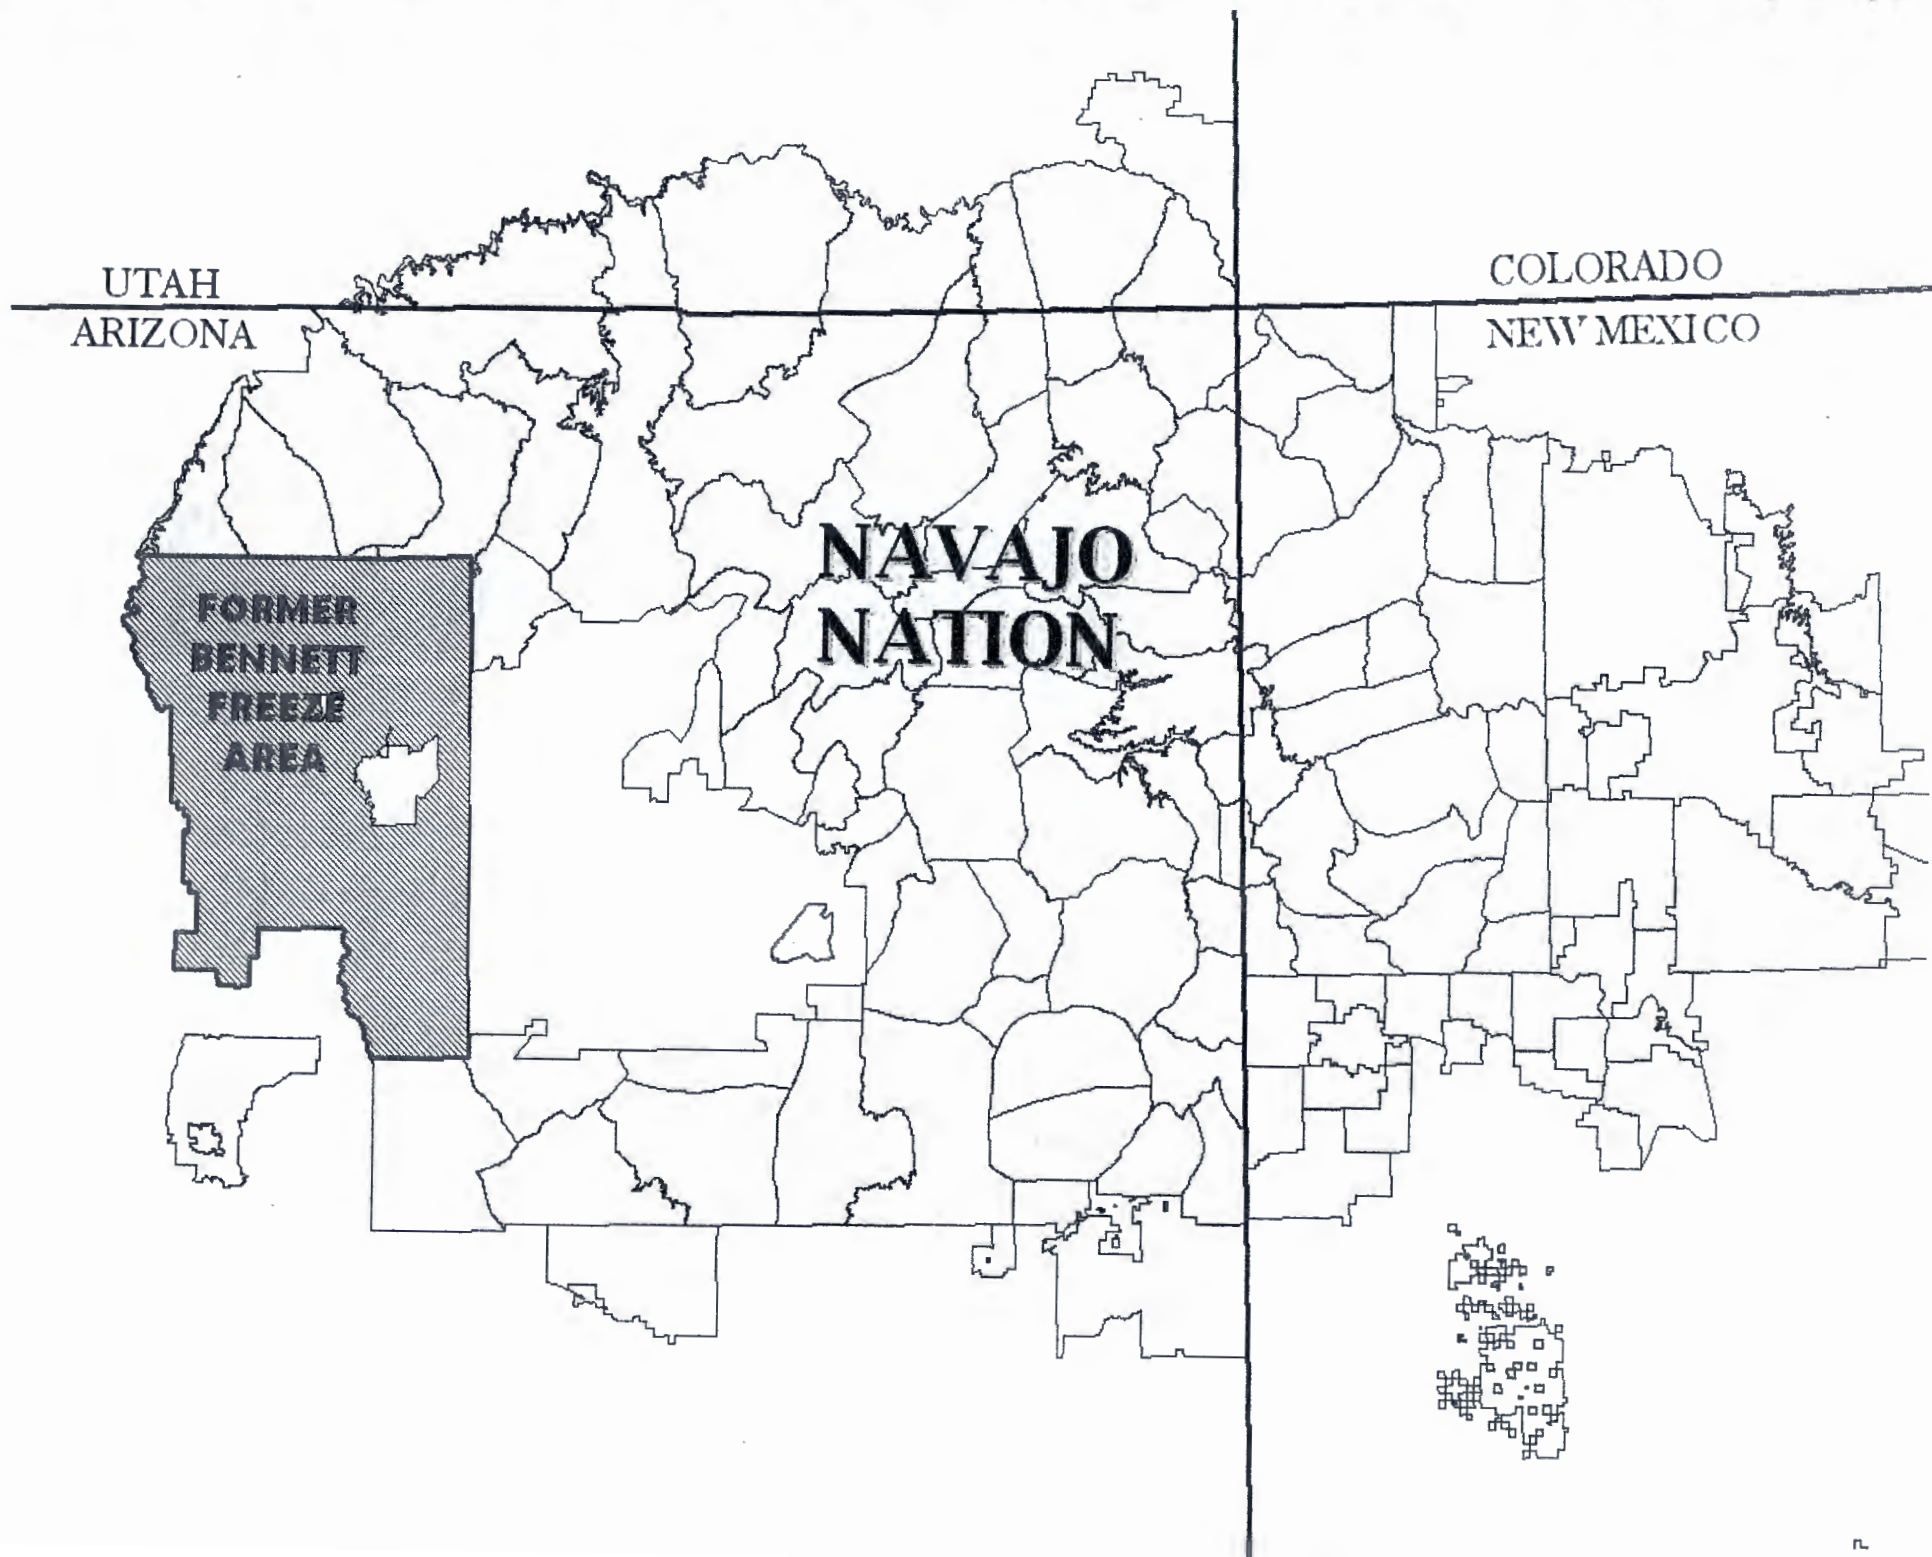 UTAH
ARIZONA
COLORADO
NEW MEXICO
NAVAJO
NATION
FORMER
BENNETT
FREEZE
AREA